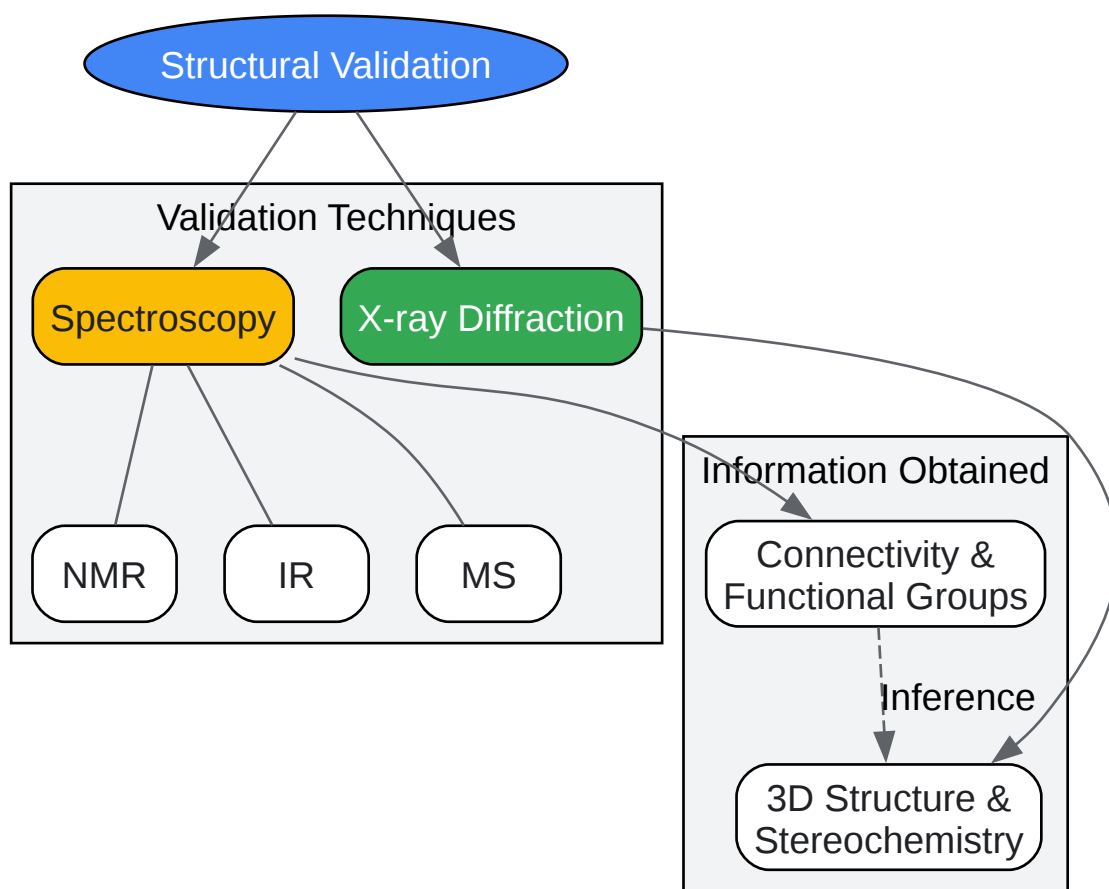 Structural Validation
Validation Techniques
Spectroscopy
X-ray Diffraction
NMR
IR
MS
Information Obtained
Connectivity &
Functional Groups
Inference
3D Structure &
Stereochemistry